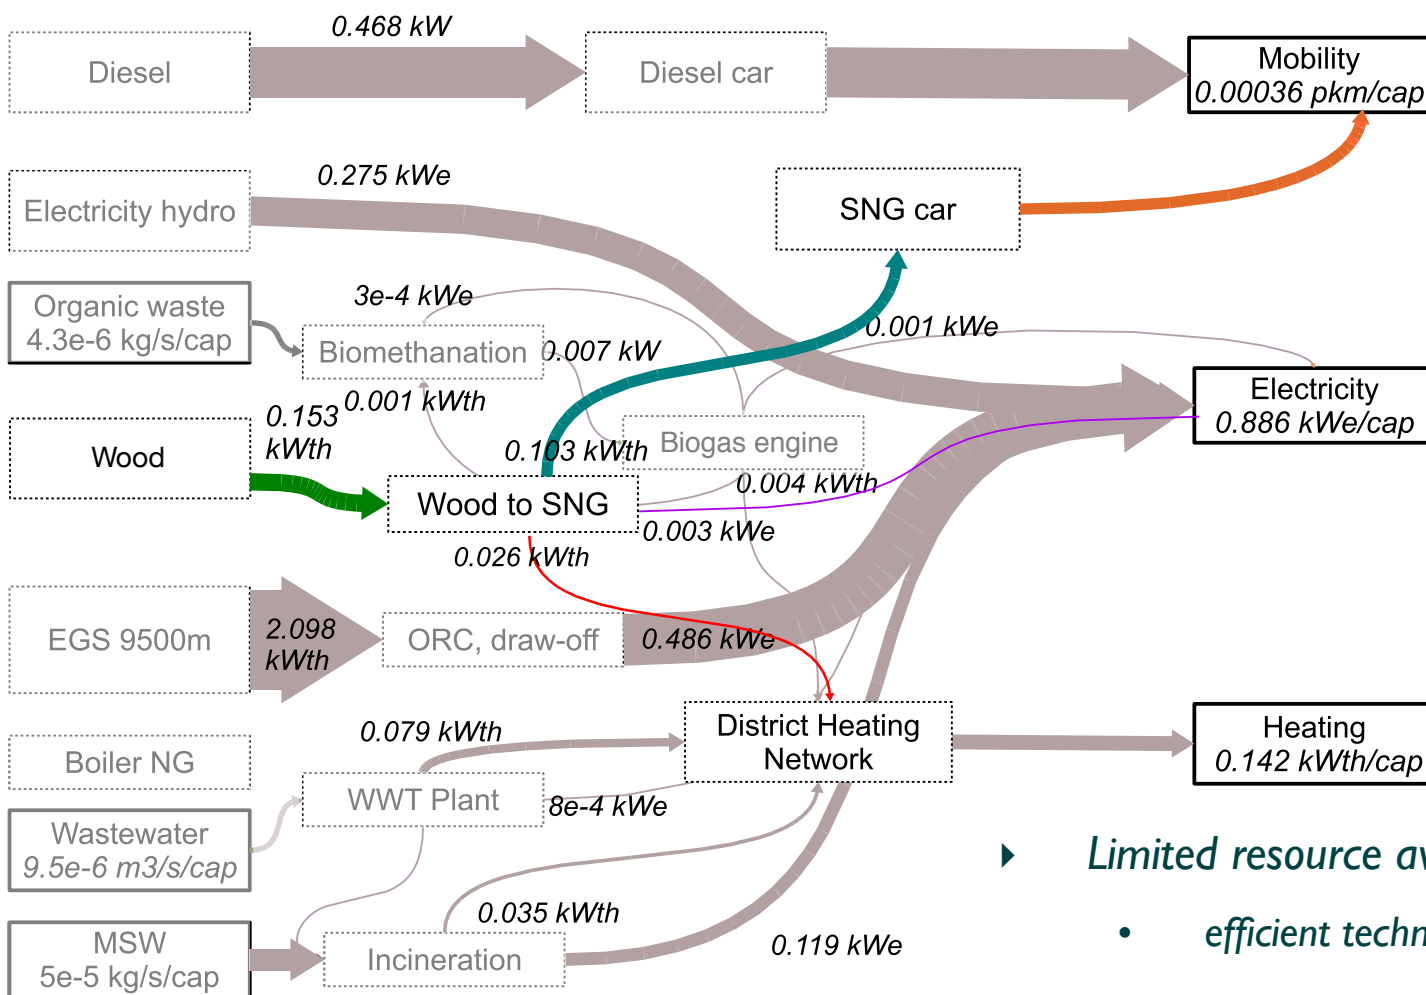 0.468 kW
Diesel
Diesel car
Mobility
0.00036 pkm/cap
0.275 kWe
Electricity hydro
SNG car
Organic waste
4.3e-6 kg/s/cap
3e-4 kWe
Biomethanation
0.007 kW
0.001 kWe
0.001 kWth
Electricity
0.886 kWe/cap
Wood
0.153
kWth
0.103 kWth
Biogas engine
0.004 kWth
Wood to SNG
0.003 kWe
0.026 kWth
EGS 9500m
2.098
kWth
ORC, draw-off
0.486 kWe
District Heating
Network
Heating
0.142 kWth/cap
0.079 kWth
Boiler NG
WWT Plant
8e-4 kWe
Wastewater
9.5e-6 m3/s/cap
Limited resource av
• efficient techn
0.035 kWth
0.119 kWe
MSW
5e-5 kg/s/cap
Incineration